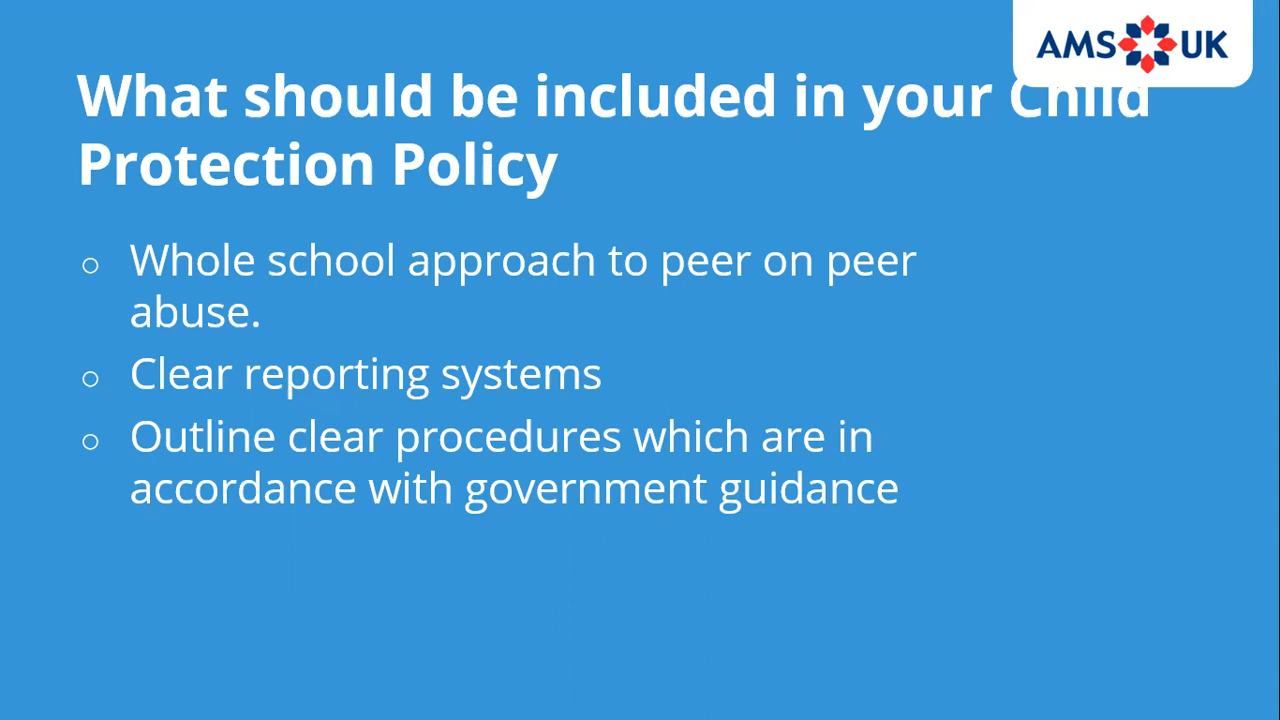 AMS UK
What should be included in your Child
Protection Policy
○ Whole school approach to peer on peer
abuse.
○ Clear reporting systems
○ Outline clear procedures which are in
accordance with government guidance